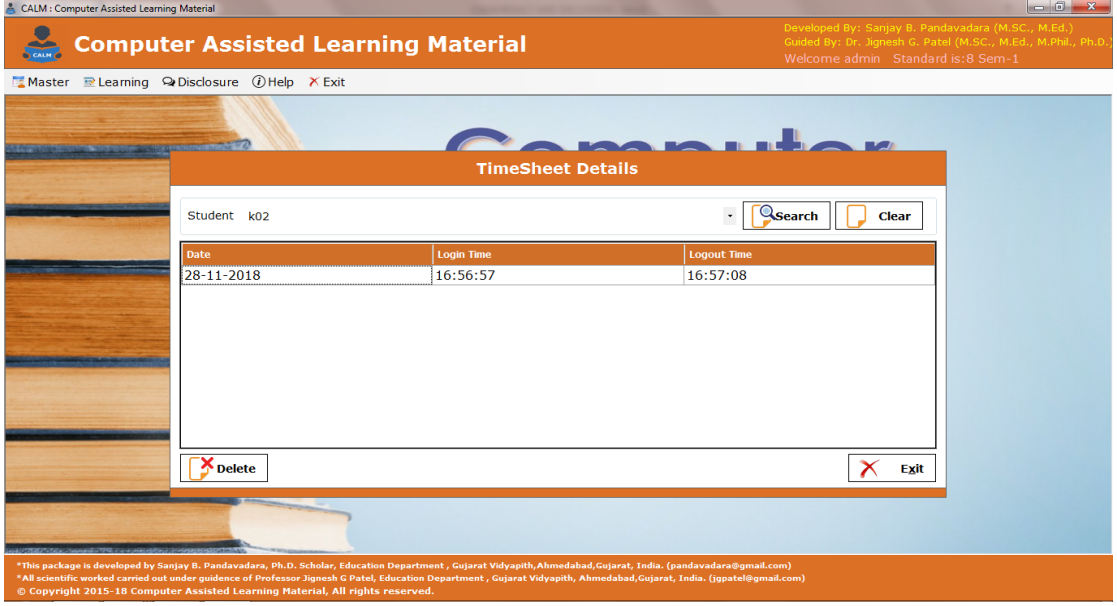 CALM : Computer Assisted Learning Material
CALM
Computer Assisted Learning Material
Developed By: Sanjay B. Pandavadara (M.SC., M.Ed.)
Guided By: Dr. Jignesh G. Patel (M.SC., M.Ed., M.Phil., Ph.D.)
Welcome admin Standard is:8 Sem-1
Master Learning Disclosure Help Exit
Computer
TimeSheet Details
Student k02 Search Clear
Date Login Time Logout Time
28-11-2018 16:56:57 16:57:08
Delete Exit
*This package is developed by Sanjay B. Pandavadara, Ph.D. Scholar, Education Department , Gujarat Vidyapith,Ahmedabad,Gujarat, India. (pandavadara@gmail.com)
*All scientific worked carried out under guidence of Professor Jignesh G Patel, Education Department , Gujarat Vidyapith, Ahmedabad,Gujarat, India. (jgpatel@gmail.com)
© Copyright 2015-18 Computer Assisted Learning Material, All rights reserved.